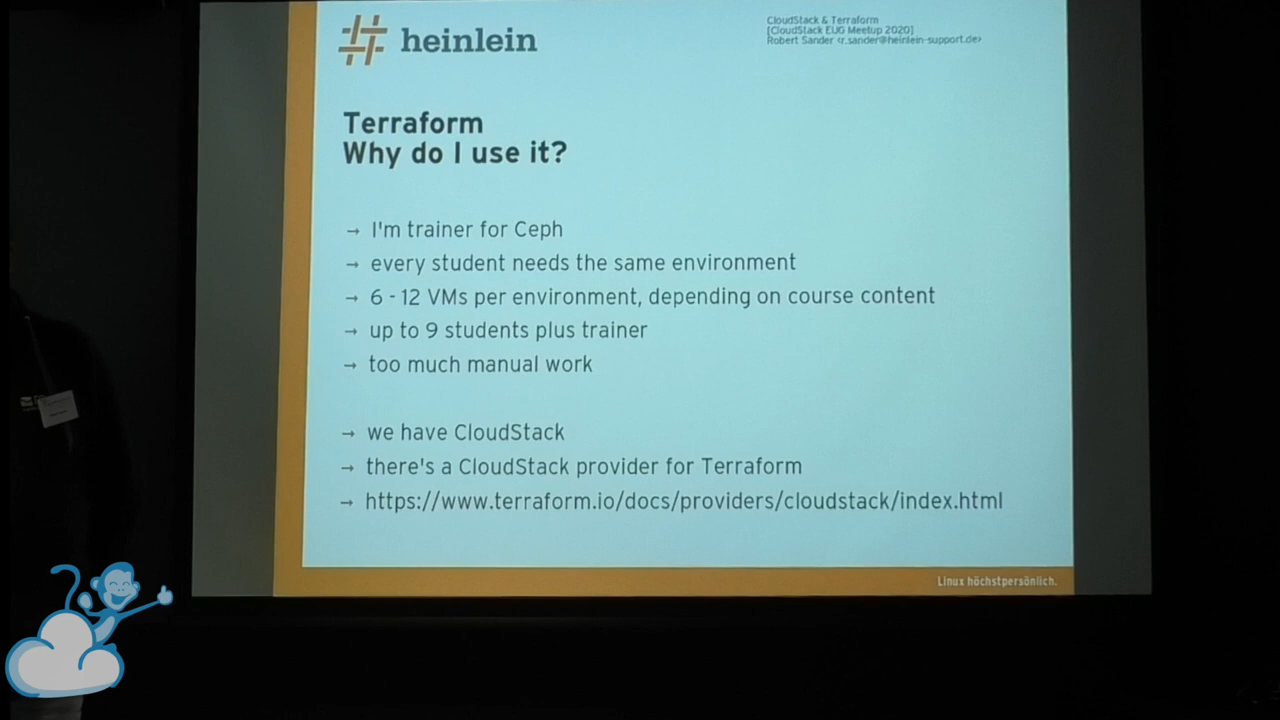 heinlein
CloudStack & Terraform
[CloudStack EUG Meetup 2020]
Robert Sander <r.sander@heinlein-support.de>
Terraform
Why do I use it?
→ I'm trainer for Ceph
→ every student needs the same environment
→ 6 - 12 VMs per environment, depending on course content
→ up to 9 students plus trainer
→ too much manual work
→ we have CloudStack
→ there's a CloudStack provider for Terraform
→ https://www.terraform.io/docs/providers/cloudstack/index.html
Linux höchstpersönlich.